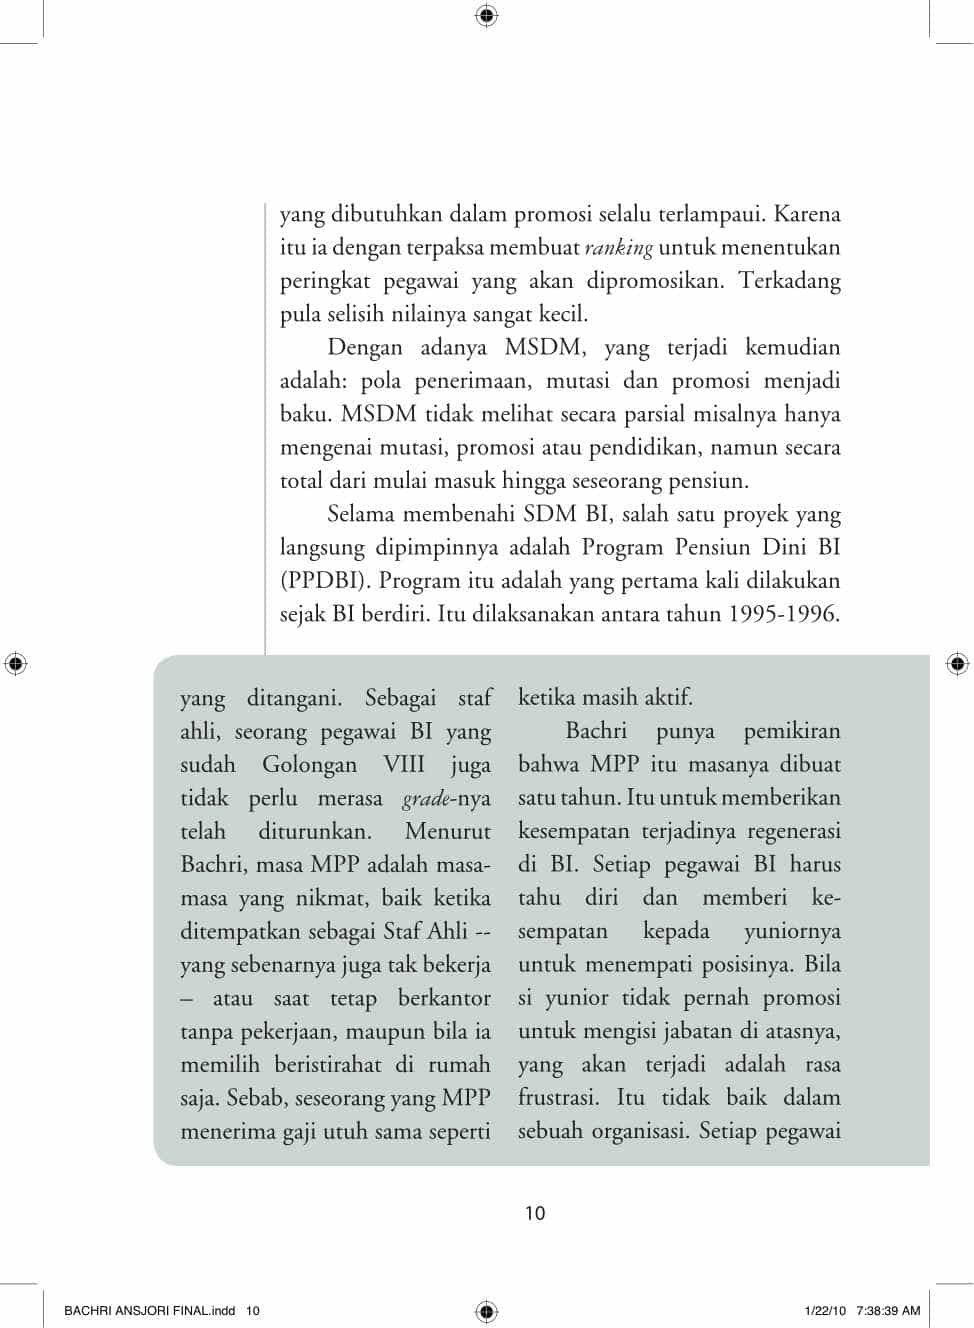 yang dibutuhkan dalam promosi selalu terlampaui. Karena
itu ia dengan terpaksa membuat ranking untuk menentukan
peringkat pegawai yang akan dipromosikan. Terkadang
pula selisih nilainya sangat kecil.
Dengan adanya MSDM, yang terjadi kemudian
adalah: pola penerimaan, mutasi dan promosi menjadi
baku. MSDM tidak melihat secara parsial misalnya hanya
mengenai mutasi, promosi atau pendidikan, namun secara
total dari mulai masuk hingga seseorang pensiun.
Selama membenahi SDM BI, salah satu proyek yang
langsung dipimpinnya adalah Program Pensiun Dini BI
(PPDBI). Program itu adalah yang pertama kali dilakukan
sejak BI berdiri. Itu dilaksanakan antara tahun 1995-1996.
yang ditangani. Sebagai staf
ahli, seorang pegawai BI yang
sudah Golongan VIII juga
tidak perlu merasa grade-nya
telah diturunkan. Menurut
Bachri, masa MPP adalah masa-
masa yang nikmat, baik ketika
ditempatkan sebagai Staf Ahli --
yang sebenarnya juga tak bekerja
– atau saat tetap berkantor
tanpa pekerjaan, maupun bila ia
memilih beristirahat di rumah
saja. Sebab, seseorang yang MPP
menerima gaji utuh sama seperti
ketika masih aktif.
Bachri punya pemikiran
bahwa MPP itu masanya dibuat
satu tahun. Itu untuk memberikan
kesempatan terjadinya regenerasi
di BI. Setiap pegawai BI harus
tahu diri dan memberi ke-
sempatan kepada yuniornya
untuk menempati posisinya. Bila
si yunior tidak pernah promosi
untuk mengisi jabatan di atasnya,
yang akan terjadi adalah rasa
frustrasi. Itu tidak baik dalam
sebuah organisasi. Setiap pegawai
10
BACHRI ANSJORI FINAL.indd 10
1/22/10 7:38:39 AM